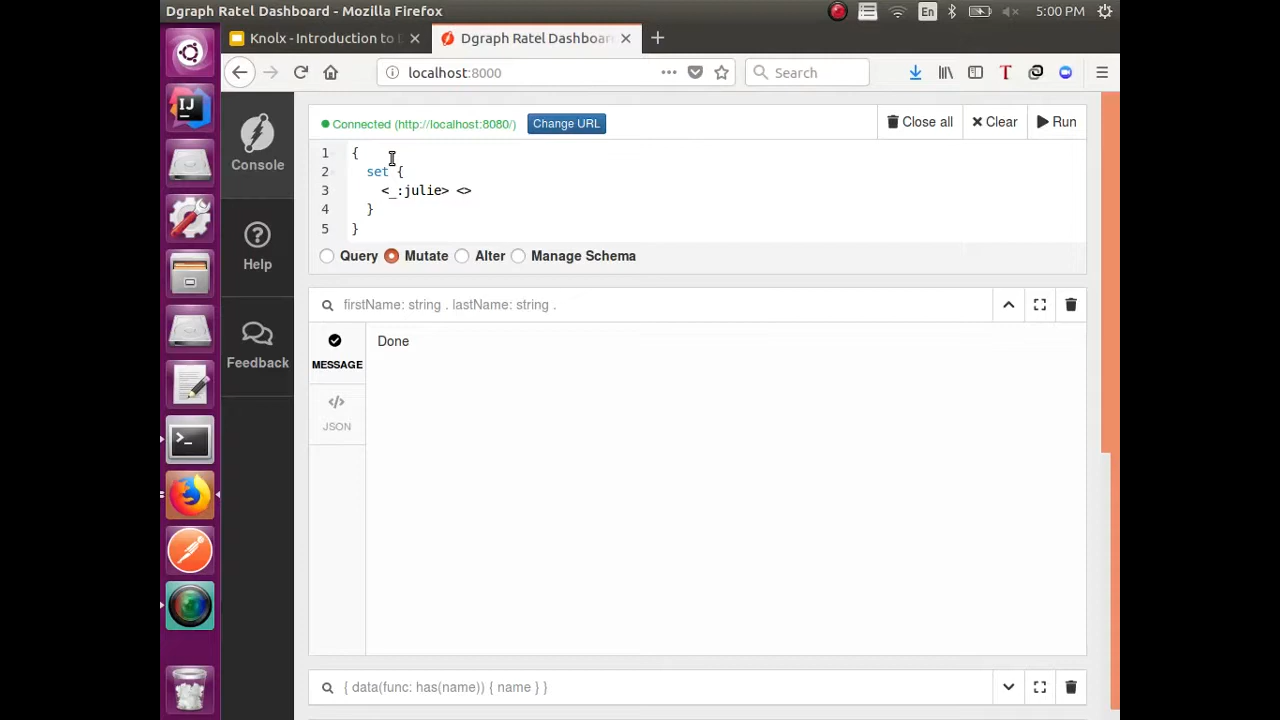 Dgraph Ratel Dashboard - Mozilla Firefox
En
5:00 PM
Knolx - Introduction to
Dgraph Ratel Dashboar
localhost:8000
Search
T
IJ
Console
Help
Feedback
Connected (http://localhost:8080/)
Change URL
Close all
Clear
Run
1 {
2 set {
3 <_:julie> <>
4 }
5 }
Query
Mutate
Alter
Manage Schema
firstName: string . lastName: string .
MESSAGE
JSON
Done
{ data(func: has(name)) { name } }